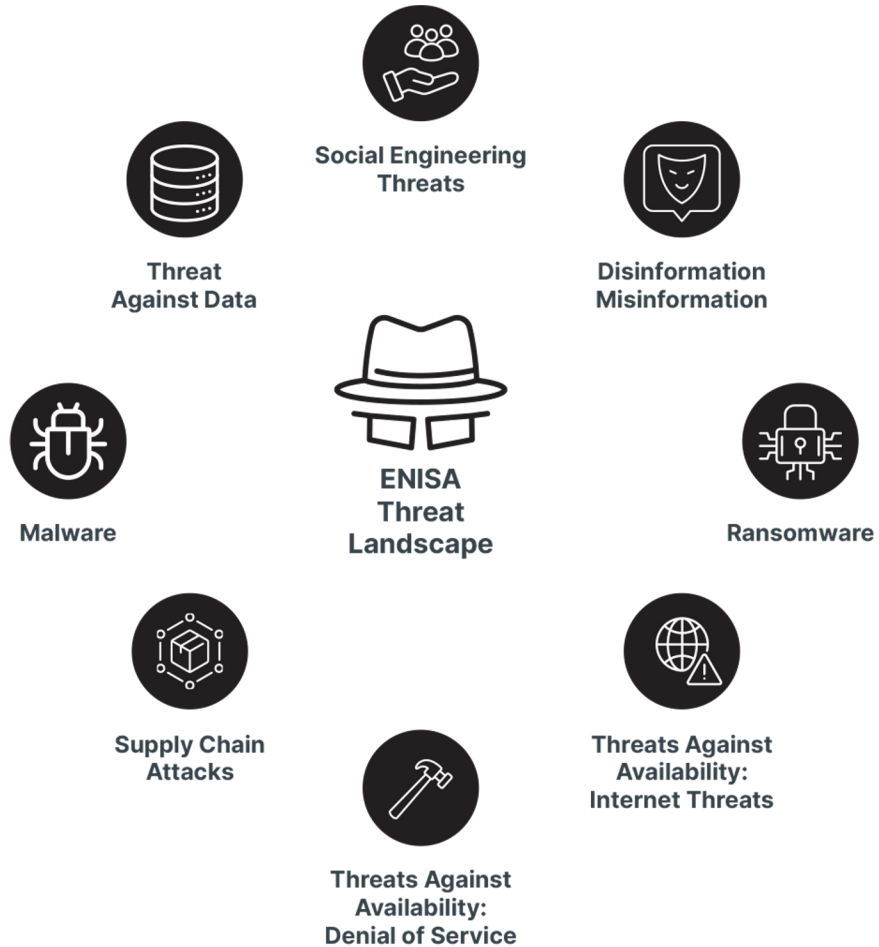 Social Engineering
Threats
Threat
Against Data
Disinformation
Misinformation
ENISA
Threat
Landscape
Malware
Ransomware
Supply Chain
Attacks
Threats Against
Availability:
Internet Threats
Threats Against
Availability:
Denial of Service